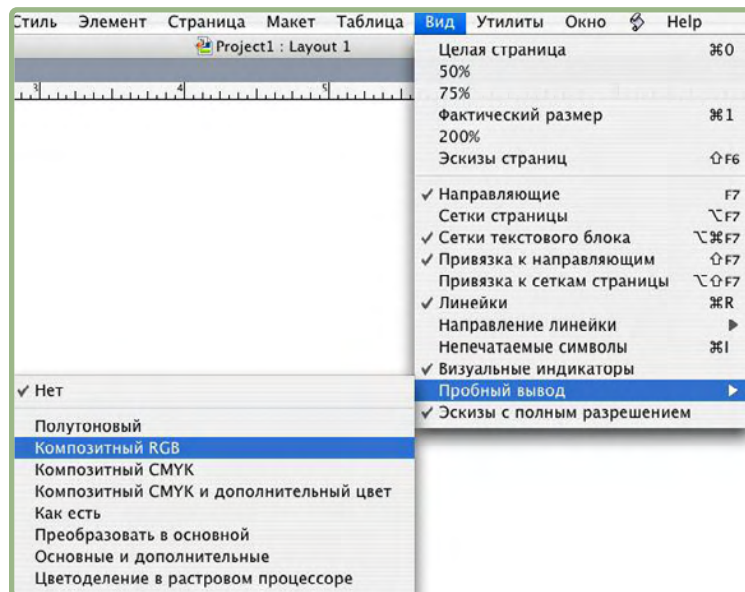 Стиль Элемент Страница Макет Таблица Вид Утилиты Окно Help
Project1 : Layout 1
3 4 5
Целая страница ⌘0
50%
75%
Фактический размер ⌘1
200%
Эскизы страниц ⇧F6
✓ Направляющие F7
Сетки страницы ⌥F7
✓ Сетки текстового блока ⌥⌘F7
✓ Привязка к направляющим ⇧F7
Привязка к сеткам страницы ⌥⇧F7
✓ Линейки ⌘R
Направление линейки ▶
Непечатаемые символы ⌘I
✓ Визуальные индикаторы
Пробный вывод ▶
✓ Эскизы с полным разрешением
✓ Нет
Полутоновый
Композитный RGB
Композитный CMYK
Композитный CMYK и дополнительный цвет
Как есть
Преобразовать в основной
Основные и дополнительные
Цветоделение в растровом процессоре